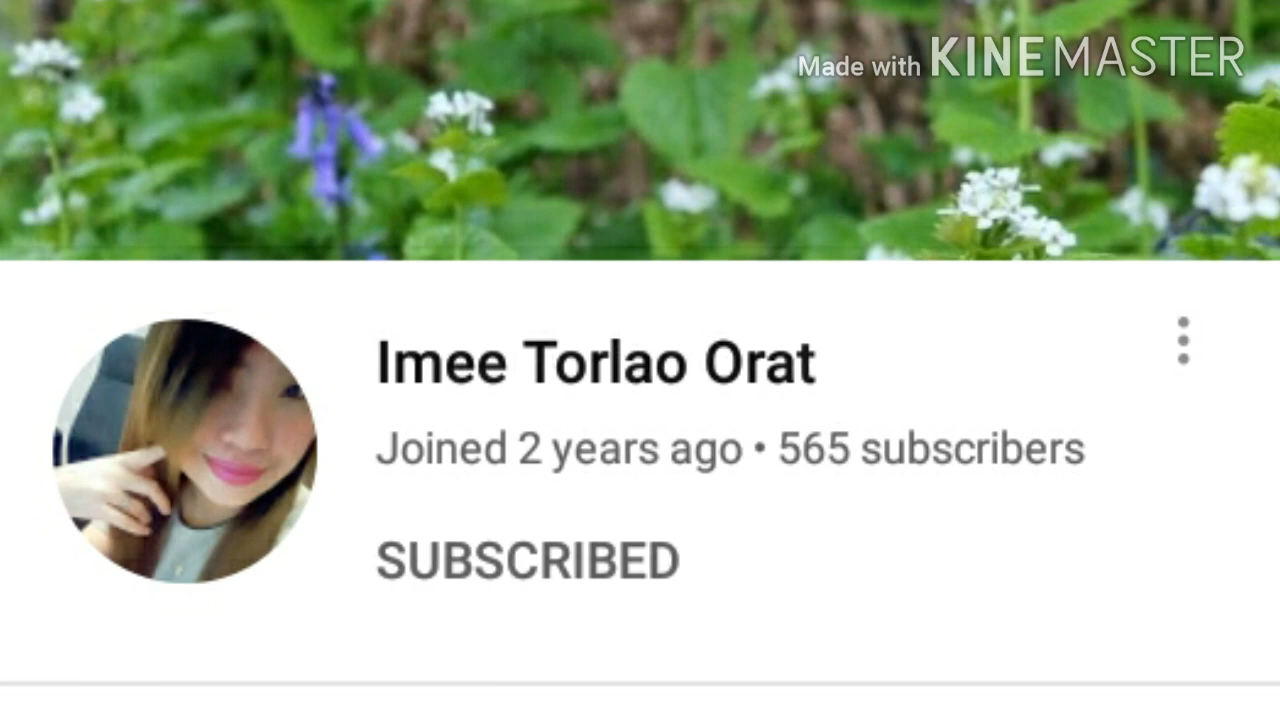 Made with KINEMASTER
Imee Torlao Orat
Joined 2 years ago • 565 subscribers
SUBSCRIBED